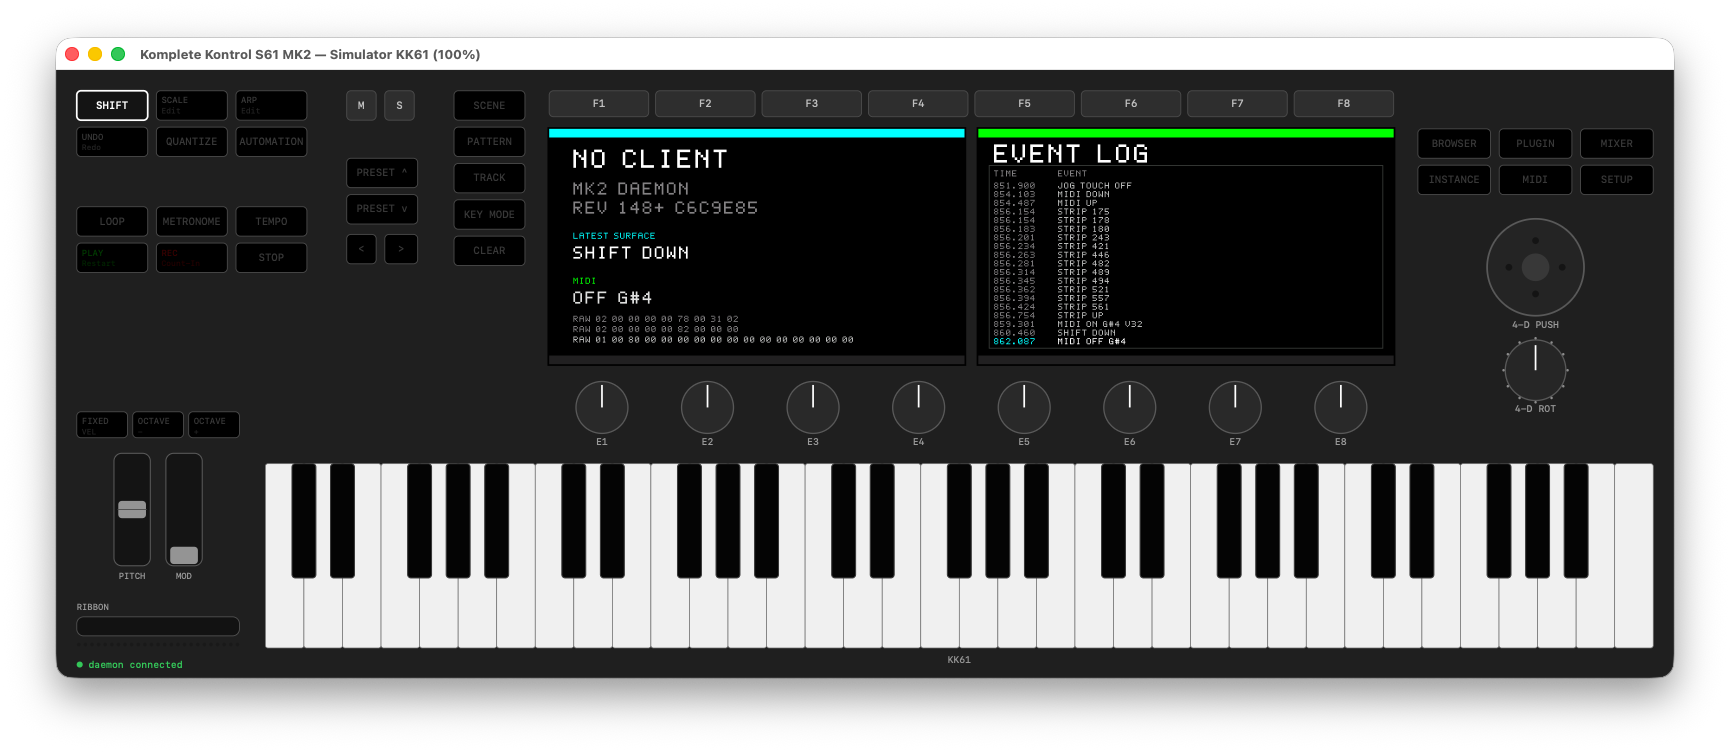 Komplete Kontrol S61 MK2 — Simulator KK61 (100%)
SHIFT
SCALE
Edit
ARP
Edit
M
S
SCENE
F1
F2
F3
F4
F5
F6
F7
F8
UNDO
Redo
QUANTIZE
AUTOMATION
PATTERN
PRESET ^
TRACK
PRESET v
KEY MODE
LOOP
METRONOME
TEMPO
<
>
CLEAR
PLAY
Restart
REC
STOP
NO CLIENT
MK2 DAEMON
REV 148+ C6C9E85
LATEST SURFACE
SHIFT DOWN
MIDI
OFF G#4
RAW 02 00 00 00 00 78 00 31 02
RAW 02 00 00 00 00 82 00 00 00
RAW 01 00 80 00 00 00 00 00 00 00 00 00 00 00 00 00 00
EVENT LOG
TIME EVENT
851.900 JOG TOUCH OFF
854.103 MIDI DOWN
854.487 MIDI UP
856.154 STRIP 175
856.154 STRIP 178
856.183 STRIP 180
856.201 STRIP 243
856.234 STRIP 421
856.263 STRIP 446
856.281 STRIP 482
856.314 STRIP 489
856.345 STRIP 494
856.362 STRIP 521
856.394 STRIP 557
856.424 STRIP 561
856.754 STRIP UP
859.301 MIDI ON G#4 V32
860.460 SHIFT DOWN
862.087 MIDI OFF G#4
BROWSER
PLUGIN
MIXER
INSTANCE
MIDI
SETUP
4-D PUSH
4-D ROT
E1
E2
E3
E4
E5
E6
E7
E8
FIXED
VEL
OCTAVE
-
OCTAVE
+
PITCH
MOD
RIBBON
daemon connected
KK61